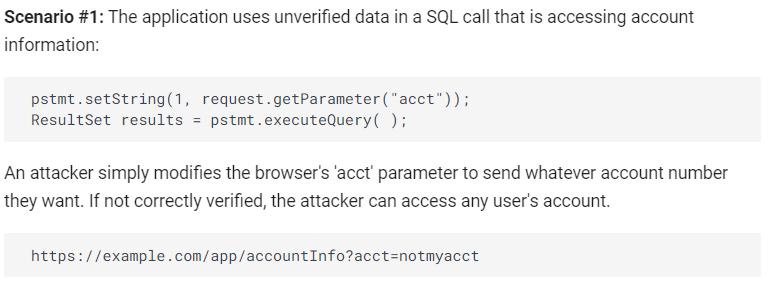 Scenario #1: The application uses unverified data in a SQL call that is accessing account
information:
pstmt.setString(1, request.getParameter("acct"));
ResultSet results = pstmt.executeQuery( );
An attacker simply modifies the browser's 'acct' parameter to send whatever account number
they want. If not correctly verified, the attacker can access any user's account.
https://example.com/app/accountInfo?acct=notmyacct